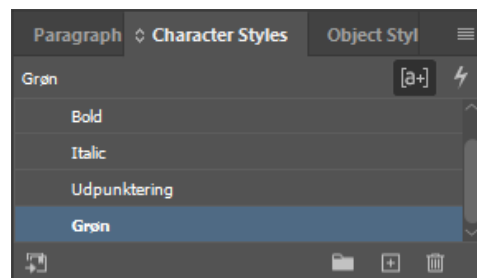 Paragraph Character Styles Object Styl
Grøn [a+]
Bold
Italic
Udpunktering
Grøn